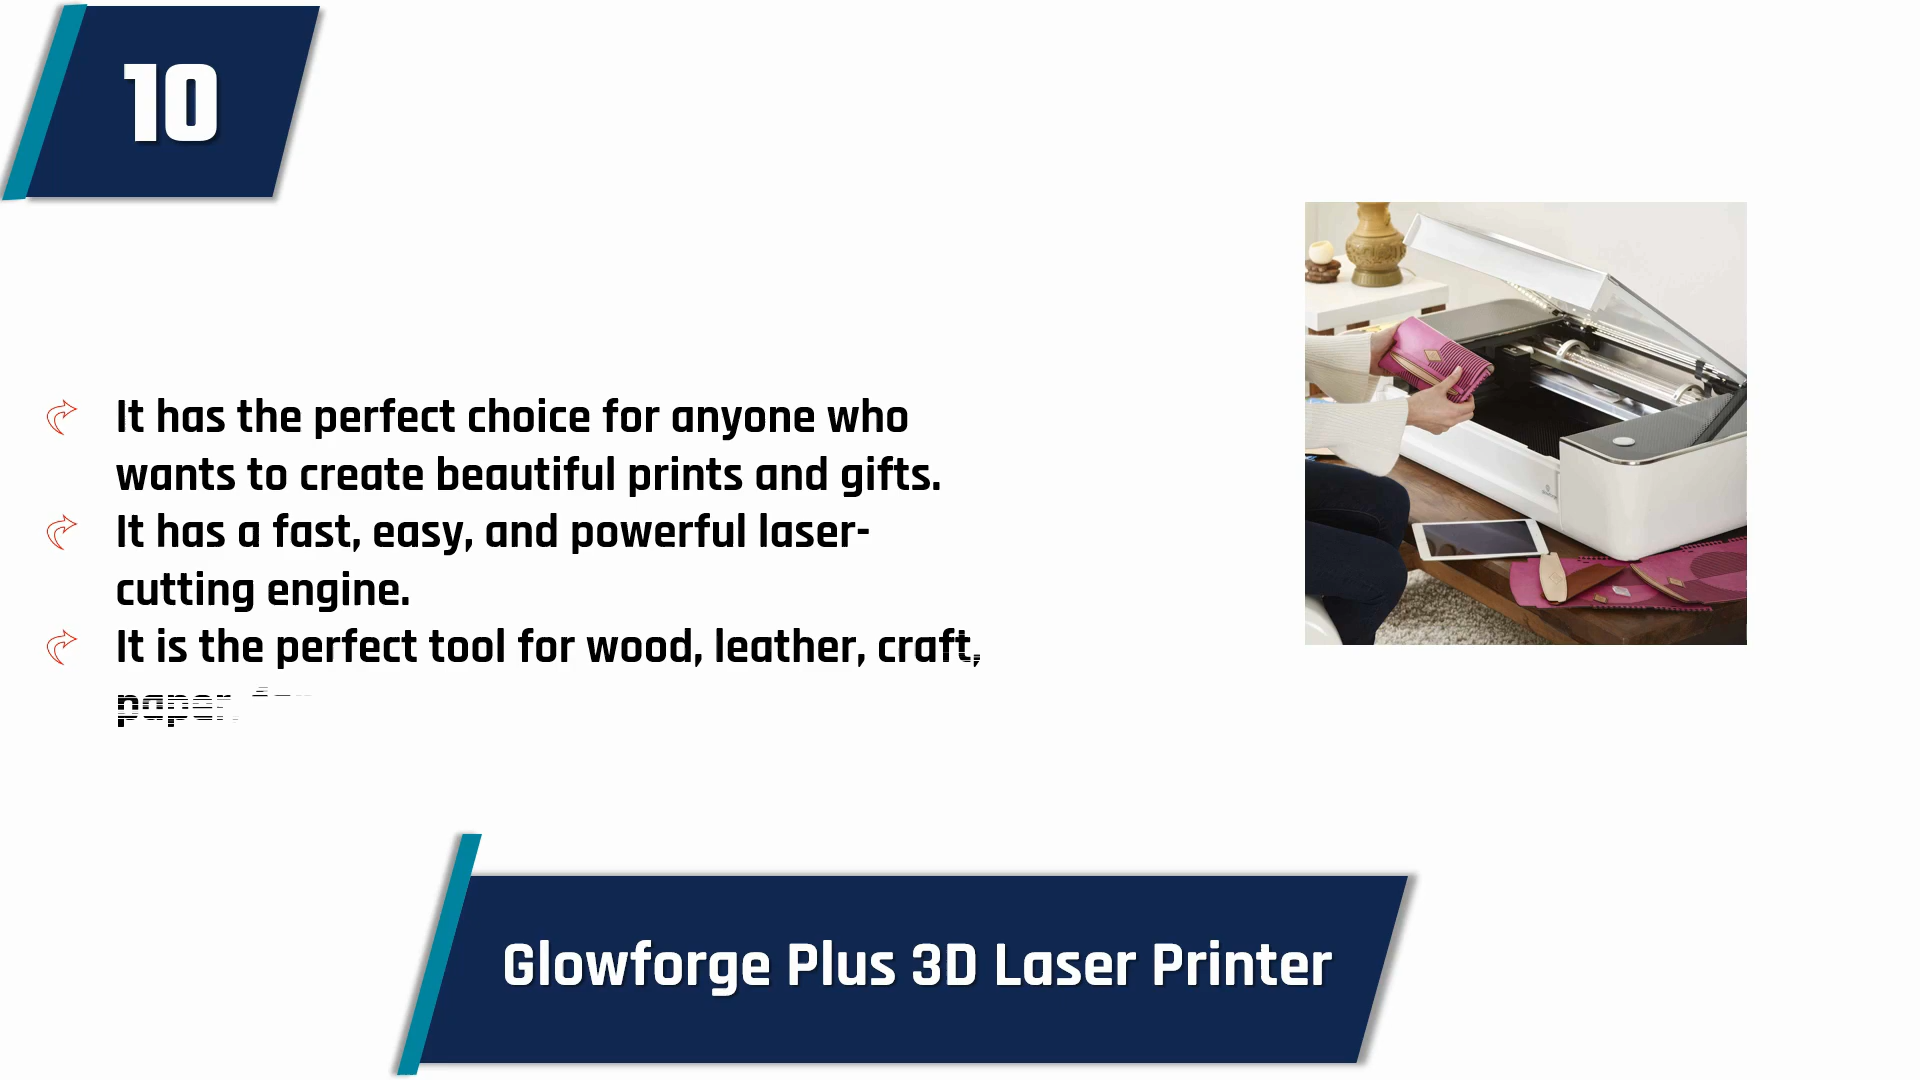 10
It has the perfect choice for anyone who
wants to create beautiful prints and gifts.
It has a fast, easy, and powerful laser-
cutting engine.
It is the perfect tool for wood, leather, craft,
paper,
Glowforge Plus 3D Laser Printer